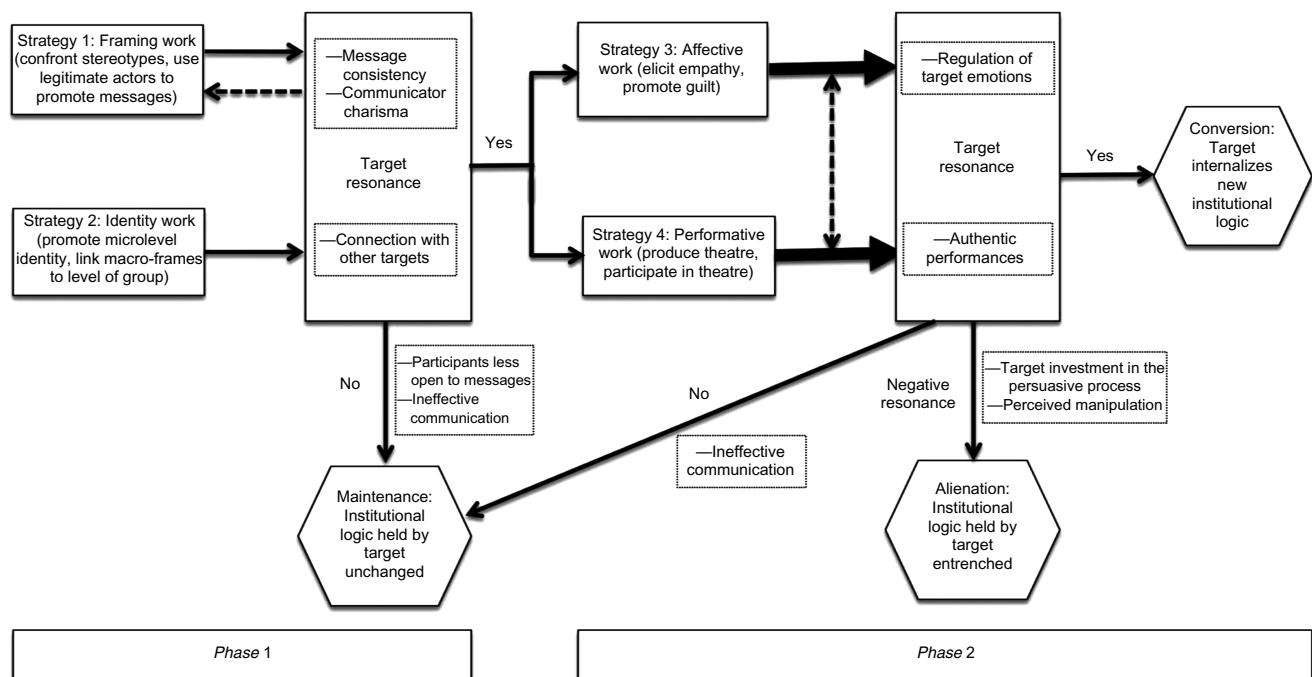 Strategy 1: Framing work
(confront stereotypes, use
legitimate actors to
promote messages)
Strategy 2: Identity work
(promote microlevel
identity, link macro-frames
to level of group)
—Message
consistency
—Communicator
charisma
Target
resonance
—Connection with
other targets
Yes
No
—Participants less
open to messages
—Ineffective
communication
Maintenance:
Institutional
logic held by
target
unchanged
Strategy 3: Affective
work (elicit empathy,
promote guilt)
Strategy 4: Performative
work (produce theatre,
participate in theatre)
—Regulation of
target emotions
Target
resonance
—Authentic
performances
Yes
Conversion:
Target
internalizes
new
institutional
logic
No
—Ineffective
communication
Negative
resonance
—Target investment in the
persuasive process
—Perceived manipulation
Alienation:
Institutional
logic held by
target
entrenched
Phase 1
Phase 2